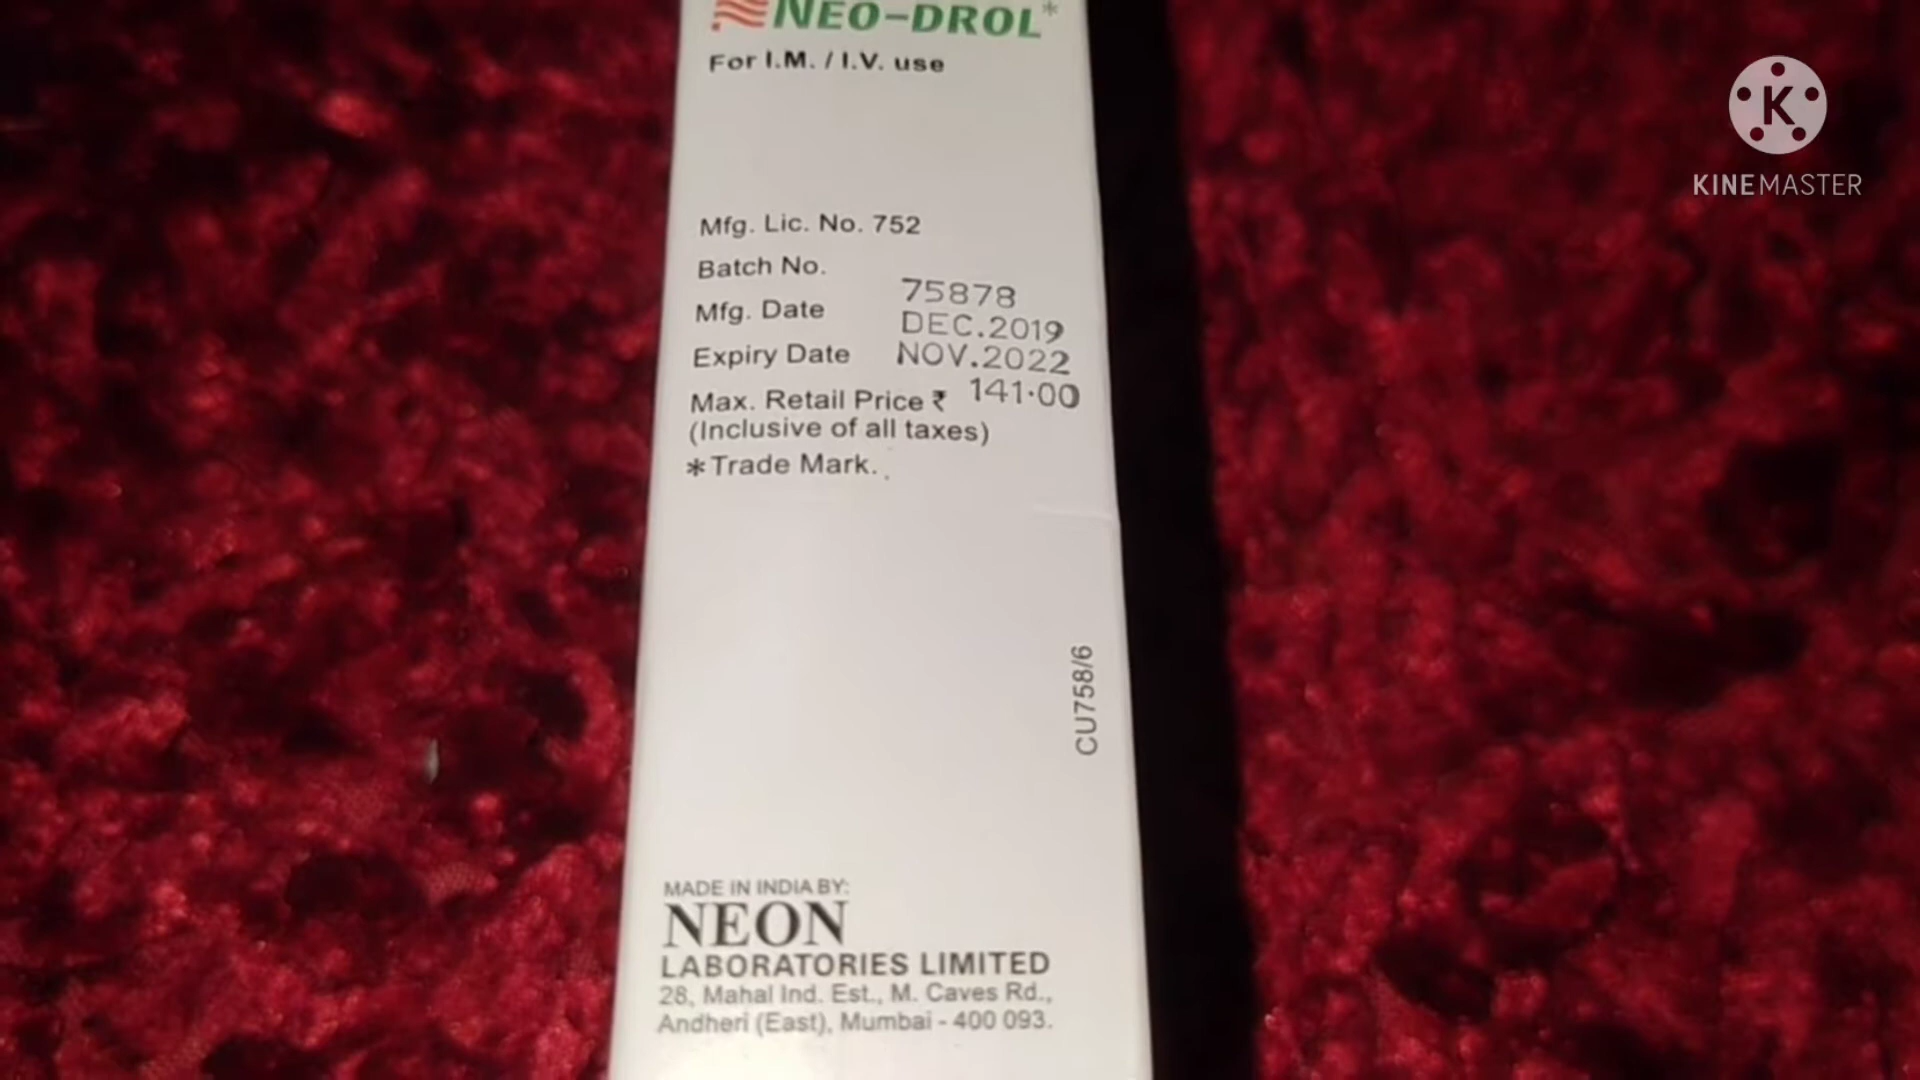 NEO-DROL*
For I.M. / I.V. use
Mfg. Lic. No. 752
Batch No. 75878
Mfg. Date DEC.2019
Expiry Date NOV.2022
Max. Retail Price ₹ 141·00
(Inclusive of all taxes)
*Trade Mark.
CU758/6
MADE IN INDIA BY:
NEON
LABORATORIES LIMITED
28, Mahal Ind. Est., M. Caves Rd.,
Andheri (East), Mumbai - 400 093.
K
KINEMASTER